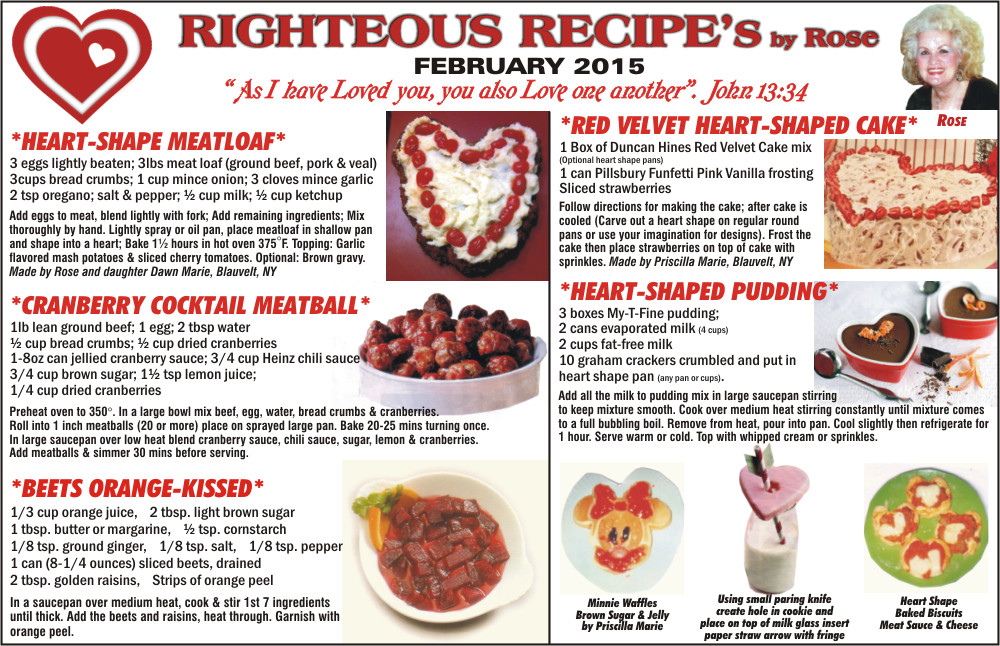 RIGHTEOUS RECIPE's by Rose
FEBRUARY 2015
“As I have Loved you, you also Love one another”. John 13:34
ROSE
*HEART-SHAPE MEATLOAF*
3 eggs lightly beaten; 3lbs meat loaf (ground beef, pork & veal)
3cups bread crumbs; 1 cup mince onion; 3 cloves mince garlic
2 tsp oregano; salt & pepper; ½ cup milk; ½ cup ketchup
Add eggs to meat, blend lightly with fork; Add remaining ingredients; Mix
thoroughly by hand. Lightly spray or oil pan, place meatloaf in shallow pan
and shape into a heart; Bake 1½ hours in hot oven 375°F. Topping: Garlic
flavored mash potatoes & sliced cherry tomatoes. Optional: Brown gravy.
Made by Rose and daughter Dawn Marie, Blauvelt, NY
*CRANBERRY COCKTAIL MEATBALL*
1lb lean ground beef; 1 egg; 2 tbsp water
½ cup bread crumbs; ½ cup dried cranberries
1-8oz can jellied cranberry sauce; 3/4 cup Heinz chili sauce
3/4 cup brown sugar; 1½ tsp lemon juice;
1/4 cup dried cranberries
Preheat oven to 350°. In a large bowl mix beef, egg, water, bread crumbs & cranberries.
Roll into 1 inch meatballs (20 or more) place on sprayed large pan. Bake 20-25 mins turning once.
In large saucepan over low heat blend cranberry sauce, chili sauce, sugar, lemon & cranberries.
Add meatballs & simmer 30 mins before serving.
*BEETS ORANGE-KISSED*
1/3 cup orange juice, 2 tbsp. light brown sugar
1 tbsp. butter or margarine, ½ tsp. cornstarch
1/8 tsp. ground ginger, 1/8 tsp. salt, 1/8 tsp. pepper
1 can (8-1/4 ounces) sliced beets, drained
2 tbsp. golden raisins, Strips of orange peel
In a saucepan over medium heat, cook & stir 1st 7 ingredients
until thick. Add the beets and raisins, heat through. Garnish with
orange peel.
*RED VELVET HEART-SHAPED CAKE*
1 Box of Duncan Hines Red Velvet Cake mix
(Optional heart shape pans)
1 can Pillsbury Funfetti Pink Vanilla frosting
Sliced strawberries
Follow directions for making the cake; after cake is
cooled (Carve out a heart shape on regular round
pans or use your imagination for designs). Frost the
cake then place strawberries on top of cake with
sprinkles. Made by Priscilla Marie, Blauvelt, NY
*HEART-SHAPED PUDDING*
3 boxes My-T-Fine pudding;
2 cans evaporated milk (4 cups)
2 cups fat-free milk
10 graham crackers crumbled and put in
heart shape pan (any pan or cups).
Add all the milk to pudding mix in large saucepan stirring
to keep mixture smooth. Cook over medium heat stirring constantly until mixture comes
to a full bubbling boil. Remove from heat, pour into pan. Cool slightly then refrigerate for
1 hour. Serve warm or cold. Top with whipped cream or sprinkles.
Minnie Waffles
Brown Sugar & Jelly
by Priscilla Marie
Using small paring knife
create hole in cookie and
place on top of milk glass insert
paper straw arrow with fringe
Heart Shape
Baked Biscuits
Meat Sauce & Cheese